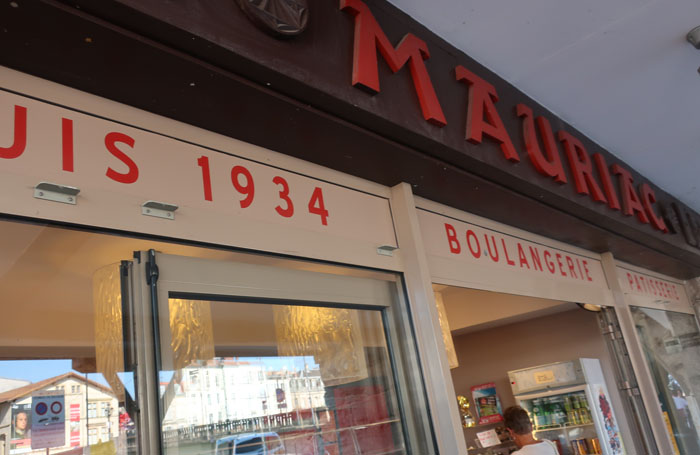 MAURIAC
UIS 1934
BOULANGERIE
PATISSERIE